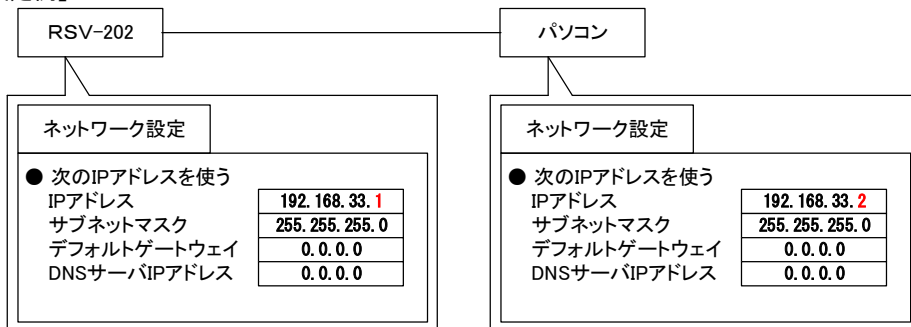 RSV-202
パソコン
ネットワーク設定
● 次のIPアドレスを使う
IPアドレス 192.168.33.1
サブネットマスク 255.255.255.0
デフォルトゲートウェイ 0.0.0.0
DNSサーバIPアドレス 0.0.0.0
ネットワーク設定
● 次のIPアドレスを使う
IPアドレス 192.168.33.2
サブネットマスク 255.255.255.0
デフォルトゲートウェイ 0.0.0.0
DNSサーバIPアドレス 0.0.0.0